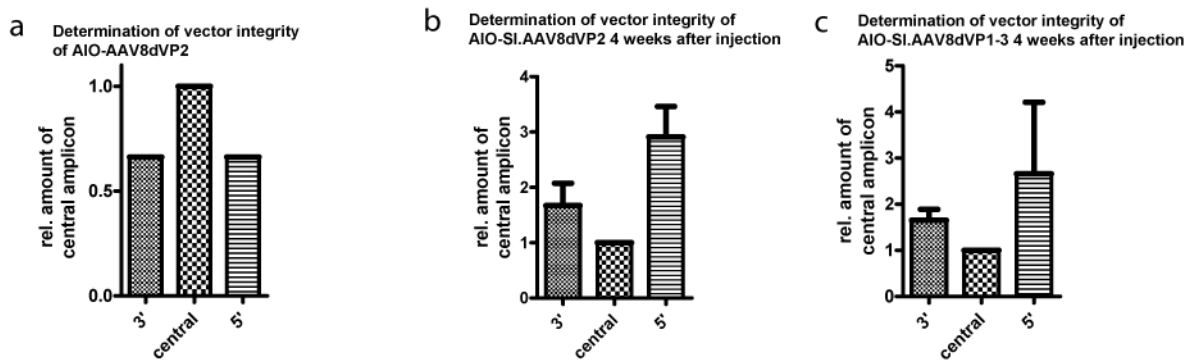 a
Determination of vector integrity
of AIO-AAV8dVP2
rel. amount of
central amplicon
1.0
0.5
0.0
3'
central
5'
b
Determination of vector integrity of
AIO-SI.AAV8dVP2 4 weeks after injection
rel. amount of
central amplicon
4
3
2
1
0
3'
central
5'
c
Determination of vector integrity of
AIO-SI.AAV8dVP1-3 4 weeks after injection
rel. amount of
central amplicon
5
4
3
2
1
0
3'
central
5'